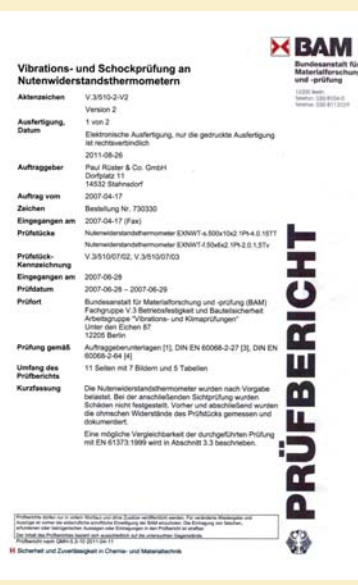 BAM
Bundesanstalt für
Materialforschung
und -prüfung
12200 Berlin
Vibrations- und Schockprüfung an
Nutenwiderstandsthermometern
Aktenzeichen V.3/510-2-V2
Version 2
Ausfertigung, 1 von 2
Datum
Elektronische Ausfertigung, nur die gedruckte Ausfertigung
ist rechtsverbindlich
2011-08-26
Auftraggeber Paul Rüster & Co. GmbH
Dorfplatz 11
14532 Stahnsdorf
Auftrag vom 2007-04-17
Zeichen Bestellung Nr. 730330
Eingegangen am 2007-04-17 (Fax)
Prüfstücke Nutenwiderstandsthermometer
Nutenwiderstandsthermometer
Prüfstück- V.3/510/07/02, V.3/510/07/03
Kennzeichnung
Eingegangen am 2007-06-28
Prüfdatum 2007-06-28 – 2007-06-29
Prüfort Bundesanstalt für Materialforschung und -prüfung (BAM)
Fachgruppe V.3 Betriebsfestigkeit und Bauteilsicherheit
Arbeitsgruppe "Vibrations- und Klimaprüfungen"
Unter den Eichen 87
12205 Berlin
Prüfung gemäß Auftraggeberunterlagen [1], DIN EN 60068-2-27 [3], DIN EN
60068-2-64 [4]
Umfang des 11 Seiten mit 7 Bildern und 5 Tabellen
Prüfberichts
Kurzfassung Die Nutenwiderstandsthermometer wurden nach Vorgabe
belastet. Bei der anschließenden Sichtprüfung wurden
Schäden nicht festgestellt. Vorher und abschließend wurden
die ohmschen Widerstände des Prüfstücks gemessen und
dokumentiert.
Eine mögliche Vergleichbarkeit der durchgeführten Prüfung
mit EN 61373:1999 wird in Abschnitt 3.3 beschrieben.
PRÜFBERICHT
Sicherheit und Zuverlässigkeit in Chemie- und Materialtechnik